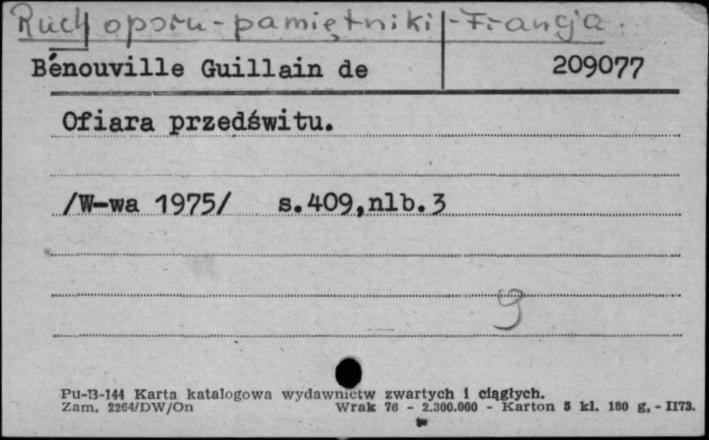 Ruch oporu - pamiętniki - Francja.
Bénouville Guillain de 209077
Ofiara przedświtu.
/W-wa 1975/ s.409,nlb.3
9
Pu-B-144 Karta katalogowa wydawnictw zwartych i ciągłych.
Zam. 2264/DW/On Wrak 76 - 2.300.000 - Karton 5 kl. 180 g. - II73.